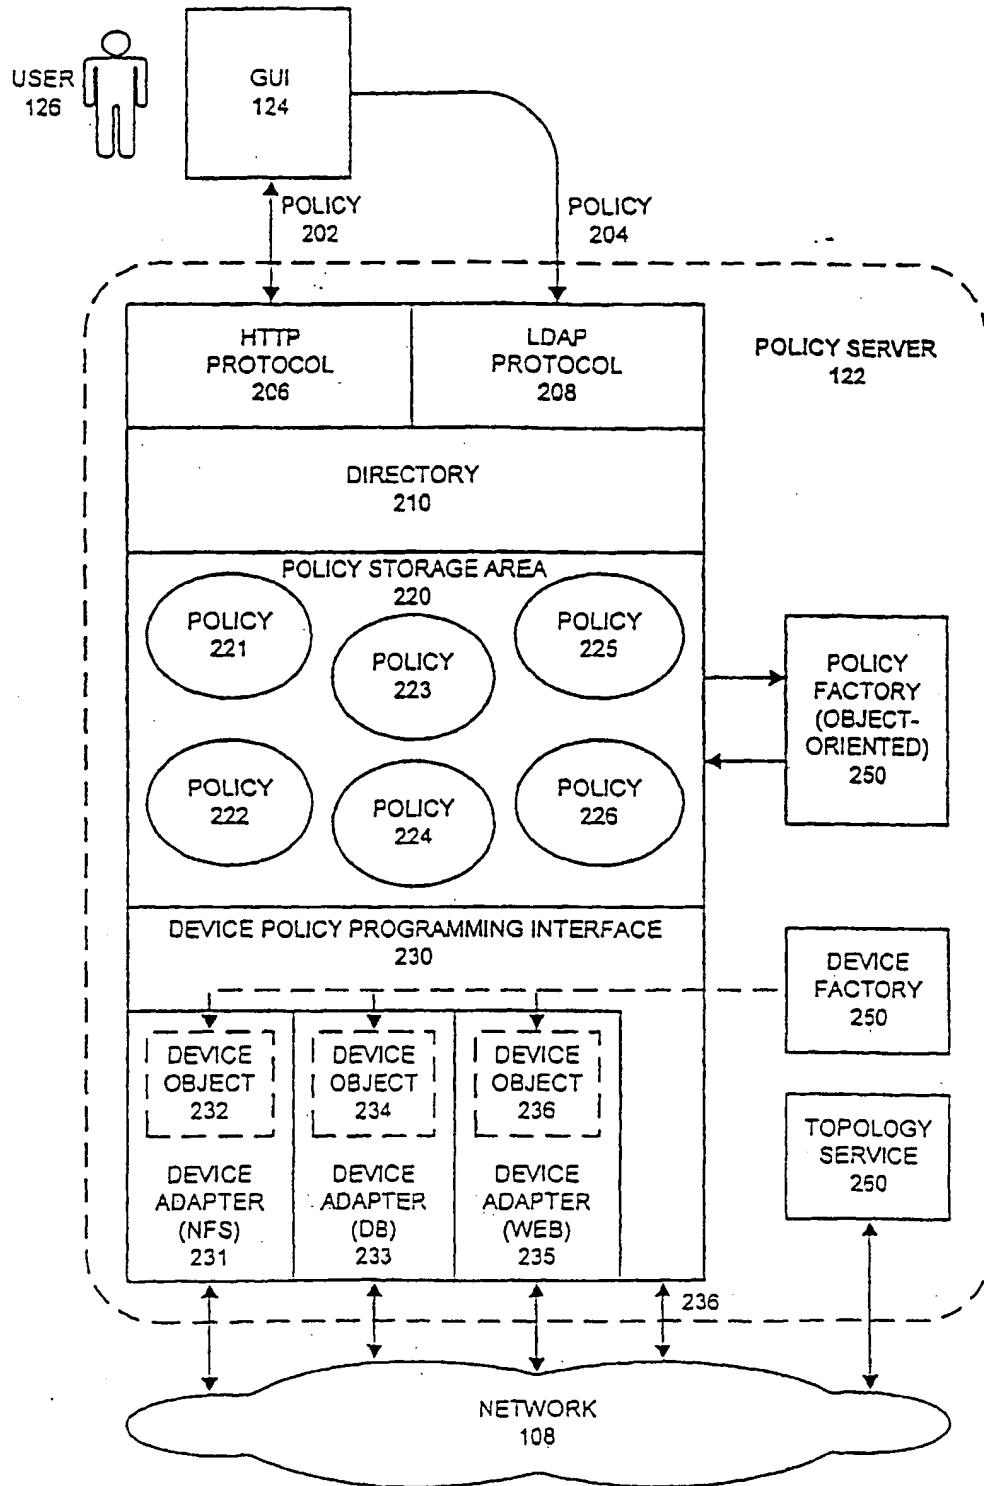 USER
126
GUI
124
POLICY
202
POLICY
204
HTTP
PROTOCOL
206
LDAP
PROTOCOL
208
POLICY SERVER
122
DIRECTORY
210
POLICY STORAGE AREA
220
POLICY
221
POLICY
223
POLICY
225
POLICY
222
POLICY
224
POLICY
226
POLICY
FACTORY
(OBJECT-
ORIENTED)
250
DEVICE POLICY PROGRAMMING INTERFACE
230
DEVICE
FACTORY
250
DEVICE
OBJECT
232
DEVICE
OBJECT
234
DEVICE
OBJECT
236
DEVICE
ADAPTER
(NFS)
231
DEVICE
ADAPTER
(DB)
233
DEVICE
ADAPTER
(WEB)
235
TOPOLOGY
SERVICE
260
236
NETWORK
108